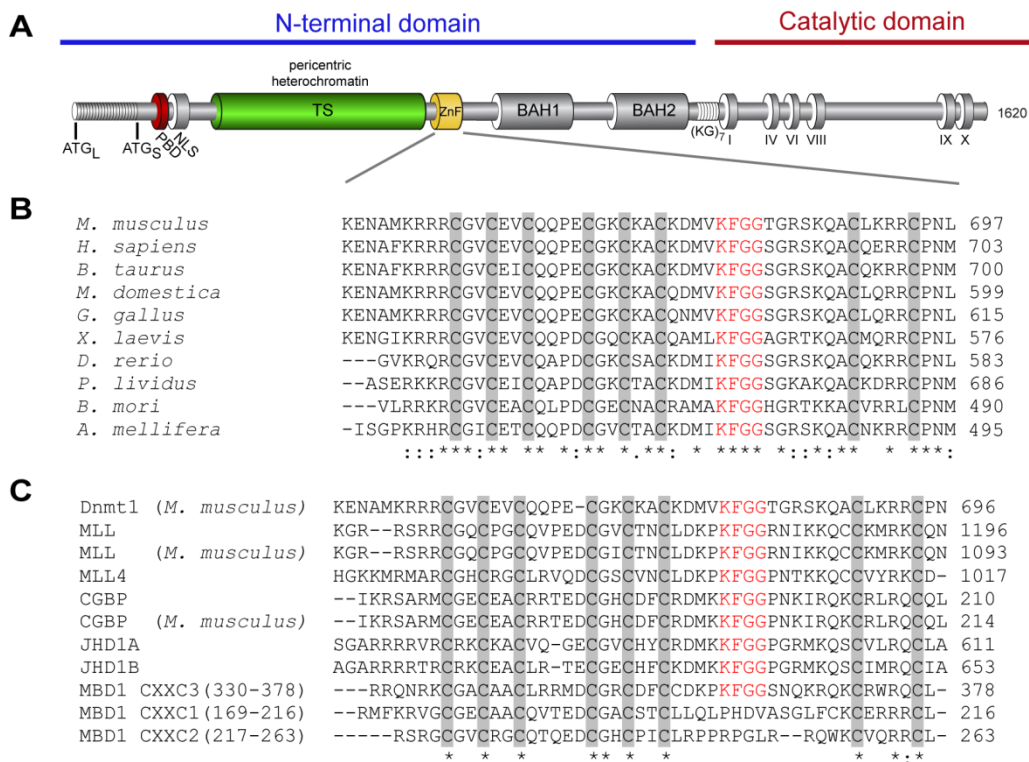 A
N-terminal domain
Catalytic domain
pericentric
heterochromatin
TS
ZnF
BAH1
BAH2
1620
ATGL
ATGS
PBD
NLS
(KG)7
I
IV
VI
VIII
IX
X
B
M. musculus KENAMKRRRCGVCEVCQQPECGKCKACKDMVKFGGTGRSKQACLKRRCPNL 697
H. sapiens KENAFKRRRCGVCEVCQQPECGKCKACKDMVKFGGSGRSKQACQERRCPNM 703
B. taurus KENAFKRRRCGVCEICQQPECGKCKACKDMVKFGGSGRSKQACQKRRCPNM 700
M. domestica KENAMKRRRCGVCEVCQQPECGKCKACQDMVKFGGSGRSKQACLQRRCPNL 599
G. gallus KENAMKRRRCGVCEVCQQPECGKCKACQNMVKFGGSGRSKQACLQRRCPNL 615
X. laevis KENGIKRRRCGVCEVCQQPDCGQCKACQAMLKFGGAGRTKQACMQRRCPNL 576
D. rerio ---GVKRQRCGVCEVCQAPDCGKCSACKDMIKFGGSGRSKQACQKRRCPNL 583
P. lividus --ASERKKRCGVCEICQAPDCGKCTACKDMIKFGGSGKAKQACKDRRCPNM 686
B. mori ---VLRRKRCGVCEACQLPDCGECNACRAMAKFGGHGRTKKACVRRLCPNM 490
A. mellifera -ISGPKRHRCGICETCQQPDCGVCTACKDMIKFGGSGRSKQACNKRRCPNM 495
:::**:** ** *:** *.**: * **** *::*:** * ***:
C
Dnmt1 (M. musculus) KENAMKRRRCGVCEVCQQPE-CGKCKACKDMVKFGGTGRSKQACLKRRCPN 696
MLL KGR--RSRRCGQCPGCQVPEDCGVCTNCLDKPKFGGRNIKKQCCKMRKCQN 1196
MLL (M. musculus) KGR--RSRRCGQCPGCQVPEDCGICTNCLDKPKFGGRNIKKQCCKMRKCQN 1093
MLL4 HGKKMRMARCGHCRGCLRVQDCGSCVNCLDKPKFGGPNTKKQCCVYRKCD- 1017
CGBP --IKRSARMCGECEACRRTEDCGHCDFCRDMKKFGGPNKIRQKCRLRQCQL 210
CGBP (M. musculus) --IKRSARMCGECEACRRTEDCGHCDFCRDMKKFGGPNKIRQKCRLRQCQL 214
JHD1A SGARRRRVRCRKCKACVQ-GECGVCHYCRDMKKFGGPGRMKQSCVLRQCLA 611
JHD1B AGARRRRTRCRKCEACLR-TECGECHFCKDMKKFGGPGRMKQSCIMRQCIA 653
MBD1 CXXC3(330-378) ---RRQNRKCGACAACLRRMDCGRCDFCCDKPKFGGSNQKRQKCRWRQCL- 378
MBD1 CXXC1(169-216) --RMFKRVGCGECAACQVTEDCGACSTCLLQLPHDVASGLFCKCERRRCL- 216
MBD1 CXXC2(217-263) -----RSRGCGVCRGCQTQEDCGHCPICLRPPRPGLR--RQWKCVQRRCL- 263
* * * ** * * * *:*